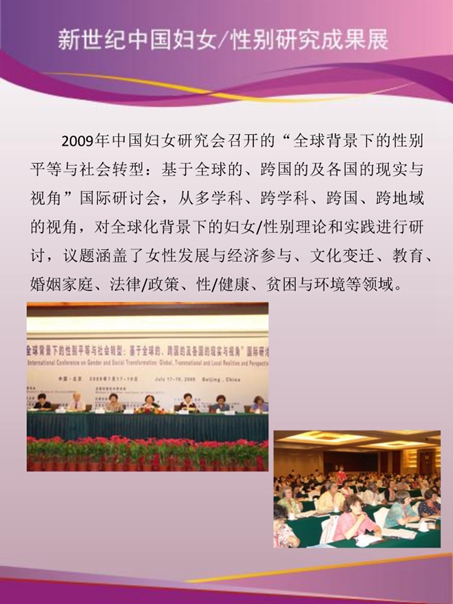 新世纪中国妇女/性别研究成果展
2009年中国妇女研究会召开的“全球背景下的性别
平等与社会转型：基于全球的、跨国的及各国的现实与
视角”国际研讨会，从多学科、跨学科、跨国、跨地域
的视角，对全球化背景下的妇女/性别理论和实践进行研
讨，议题涵盖了女性发展与经济参与、文化变迁、教育、
婚姻家庭、法律/政策、性/健康、贫困与环境等领域。
全球背景下的性别平等与社会转型：基于全球的、跨国的及各国的现实与视角”国际研讨
International Conference on Gender and Social Transformation: Global, Transnational and Local Realities and Perspectiv
中国·北京 2009年7月17-19日 July 17-19, 2009 Beijing, China